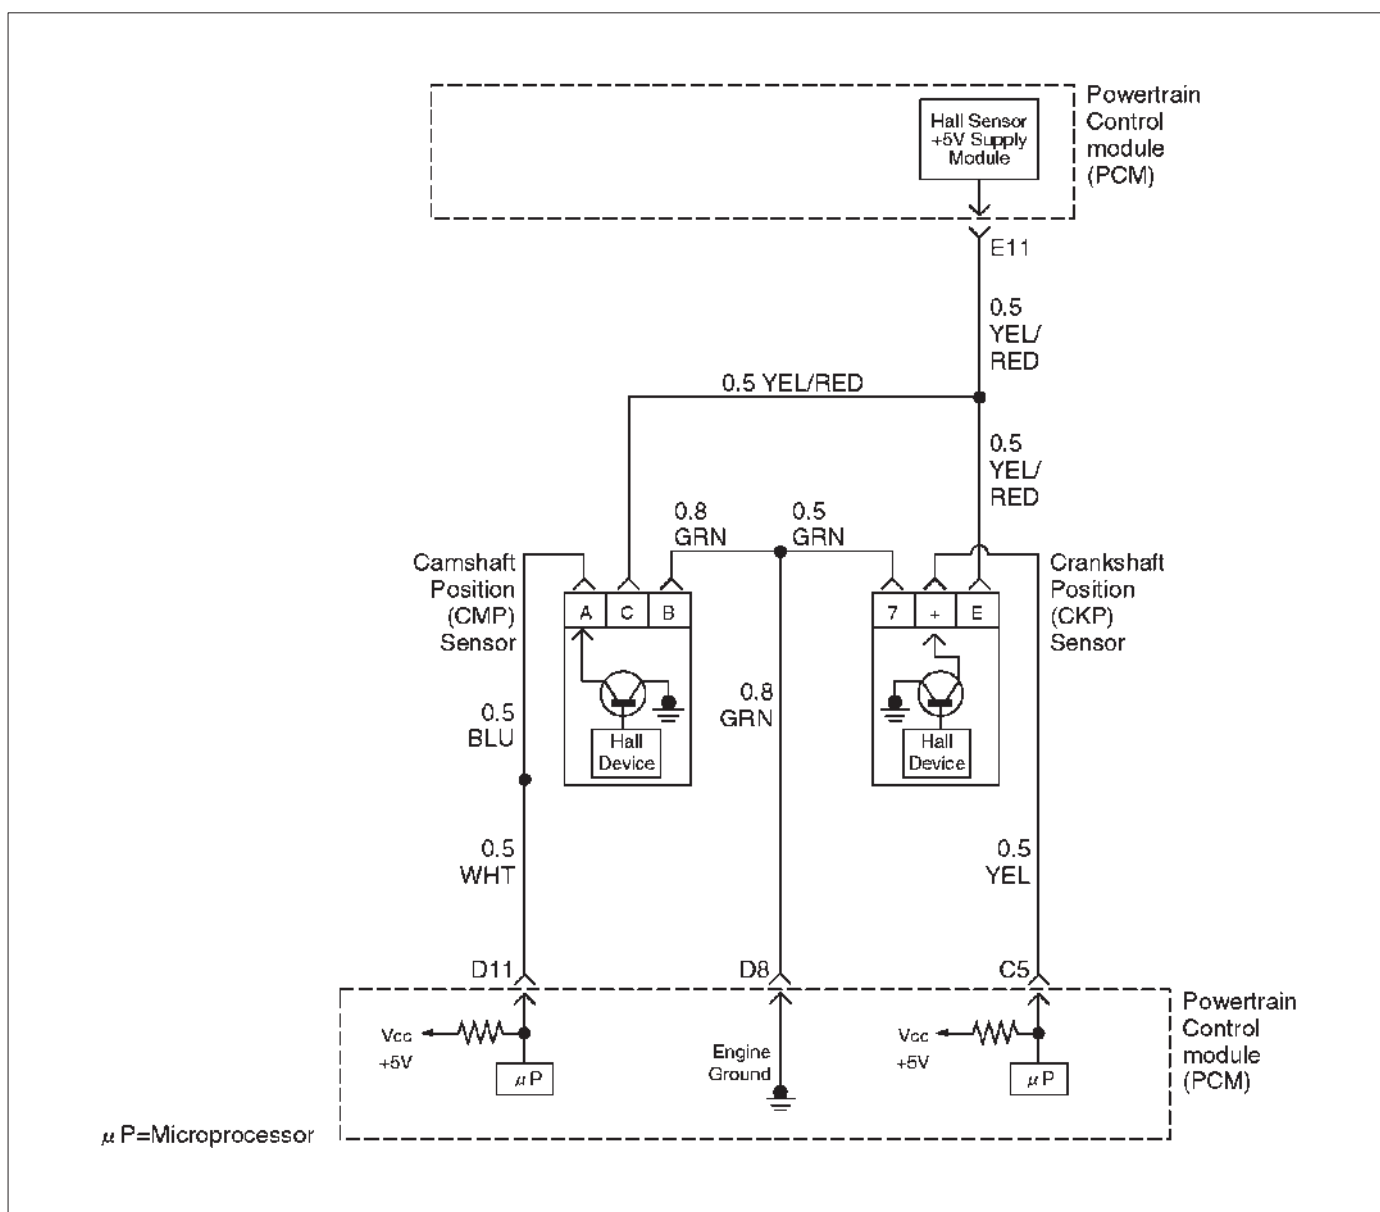 Powertrain
Control
module
(PCM)
Hall Sensor
+5V Supply
Module
E11
0.5
YEL/
RED
0.5 YEL/RED
0.5
YEL/
RED
0.8
GRN
0.5
GRN
Camshaft
Position
(CMP)
Sensor
A C B
7 + E
Crankshaft
Position
(CKP)
Sensor
0.5
BLU
Hall
Device
0.8
GRN
Hall
Device
0.5
WHT
0.5
YEL
D11
D8
C5
Vcc
+5V
μP
Engine
Ground
Vcc
+5V
μP
Powertrain
Control
module
(PCM)
μP=Microprocessor